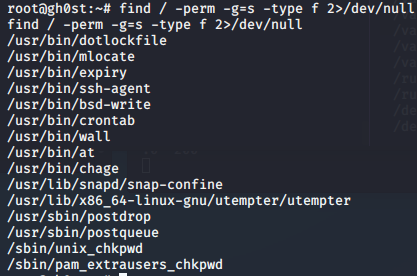 root@gh0st:~# find / -perm -g=s -type f 2>/dev/null
find / -perm -g=s -type f 2>/dev/null
/usr/bin/dotlockfile
/usr/bin/mlocate
/usr/bin/expiry
/usr/bin/ssh-agent
/usr/bin/bsd-write
/usr/bin/crontab
/usr/bin/wall
/usr/bin/at
/usr/bin/chage
/usr/lib/snapd/snap-confine
/usr/lib/x86_64-linux-gnu/utempter/utempter
/usr/sbin/postdrop
/usr/sbin/postqueue
/sbin/unix_chkpwd
/sbin/pam_extrausers_chkpwd